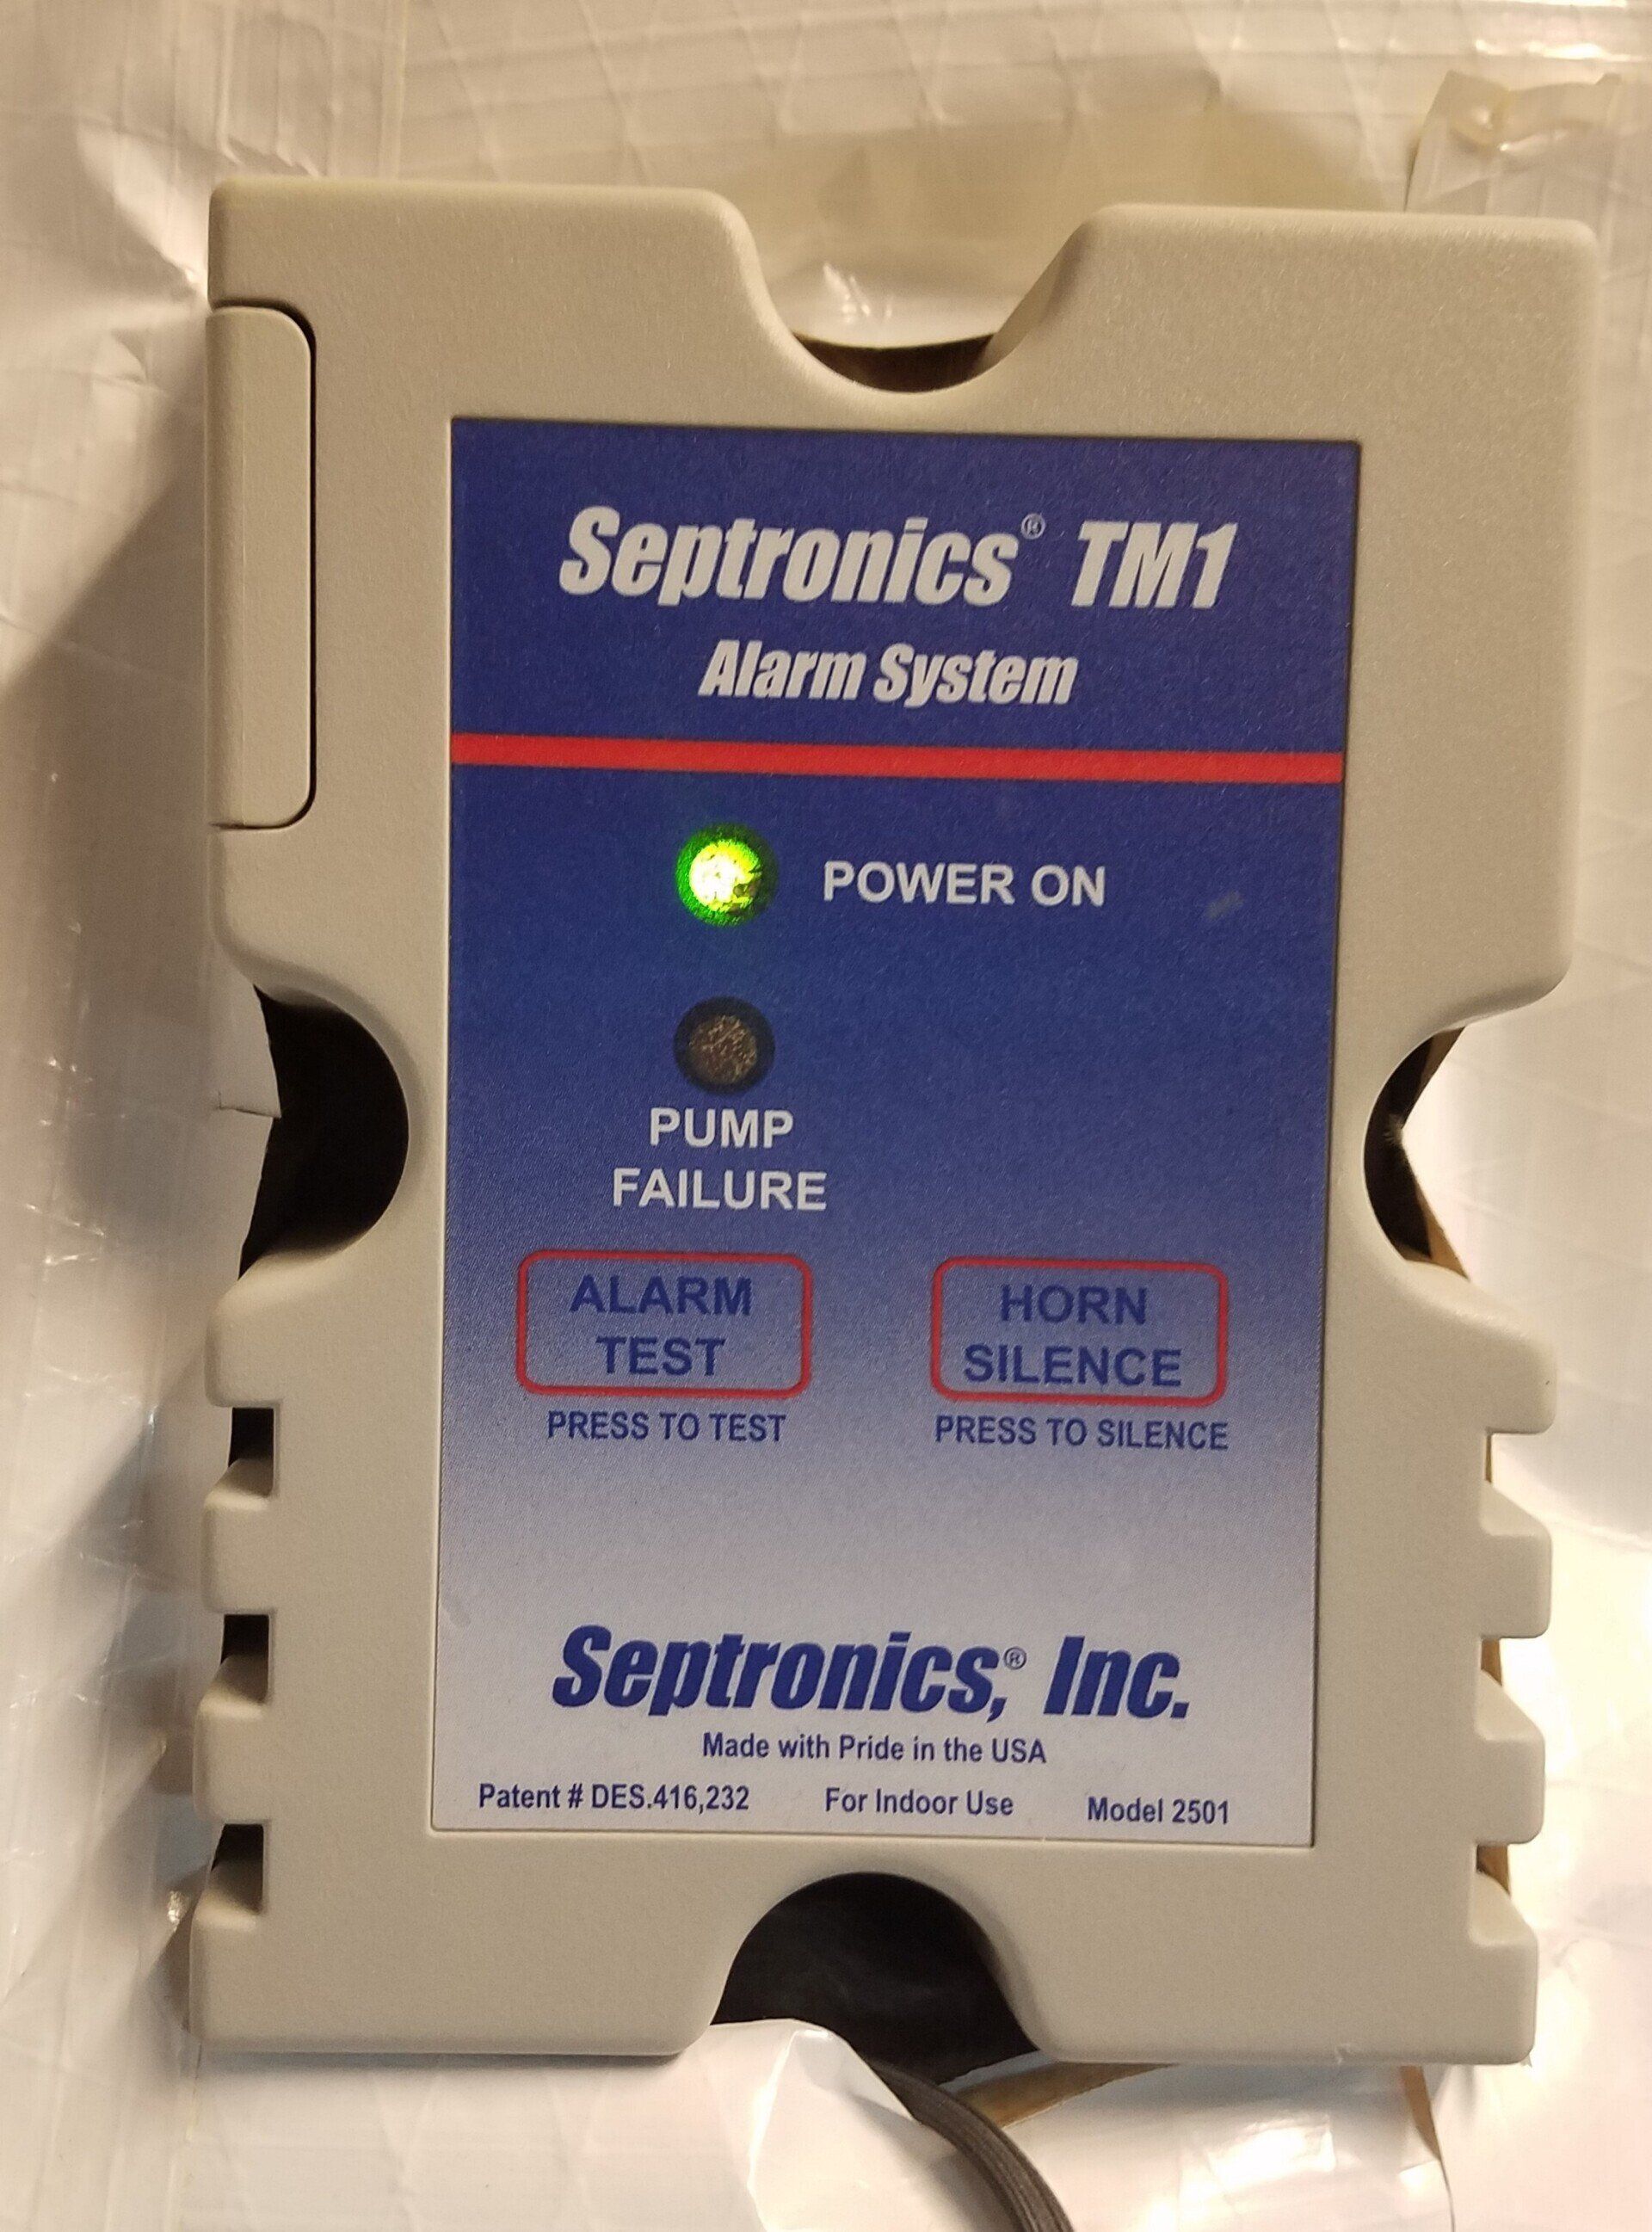 Septronics® TM1
Alarm System
POWER ON
PUMP
FAILURE
ALARM
TEST
PRESS TO TEST
HORN
SILENCE
PRESS TO SILENCE
Septronics,® Inc.
Made with Pride in the USA
Patent # DES.416,232 For Indoor Use Model 2501